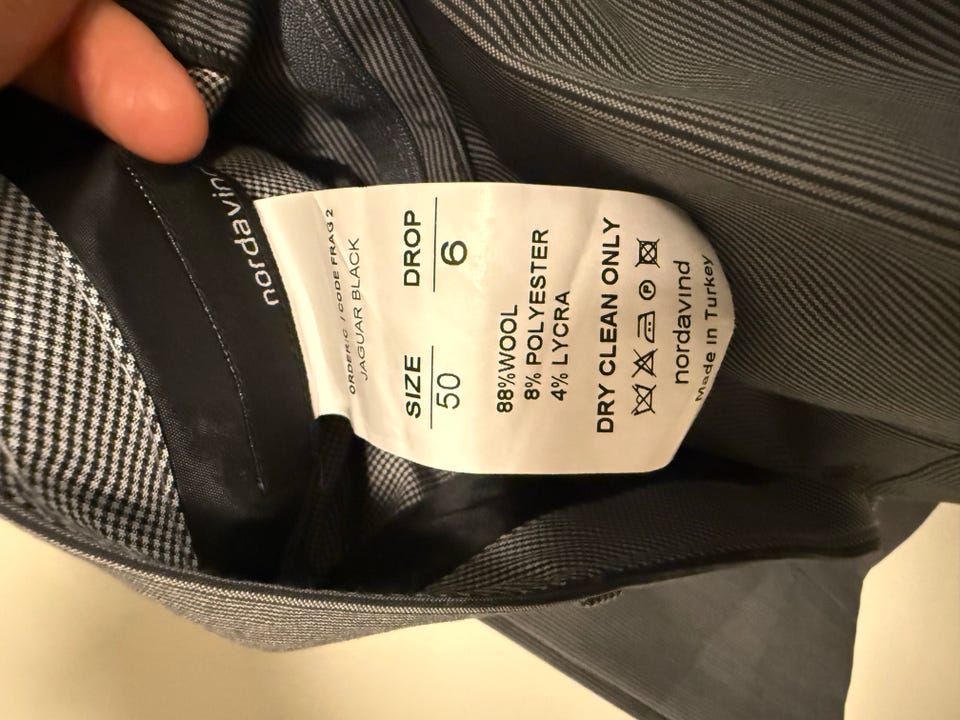 nordavind
ORDER:C / CODE FRAG 2
JAGUAR BLACK
SIZE DROP
50 6
88%WOOL
8% POLYESTER
4% LYCRA
DRY CLEAN ONLY
P
nordavind
Made In Turkey